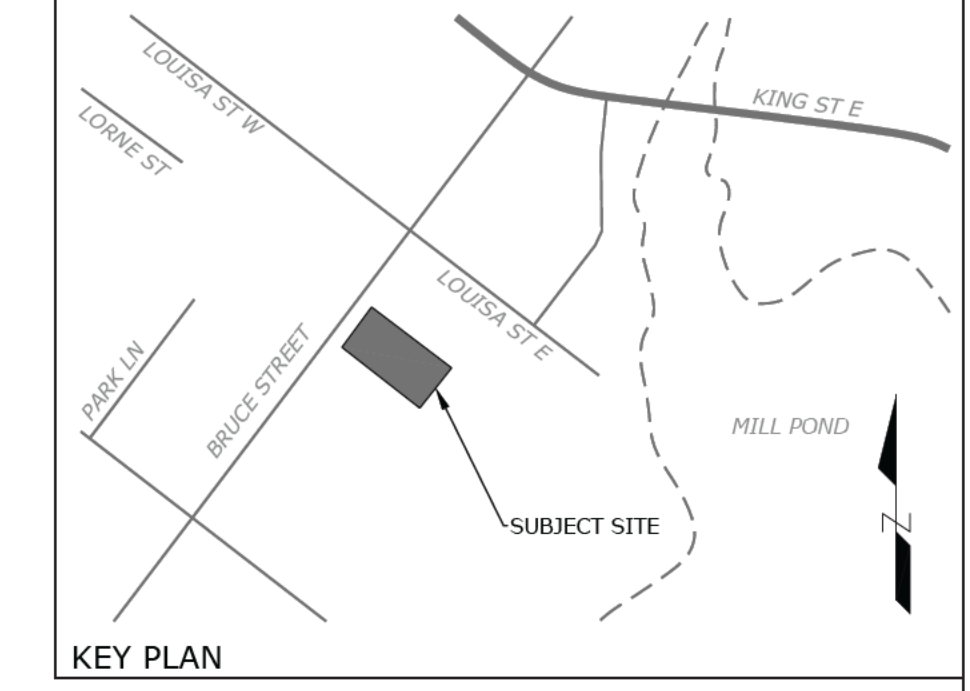 LOUISA ST W
KING ST E
LORNE ST
LOUISA ST E
PARK LN
BRUCE STREET
MILL POND
N
SUBJECT SITE
KEY PLAN